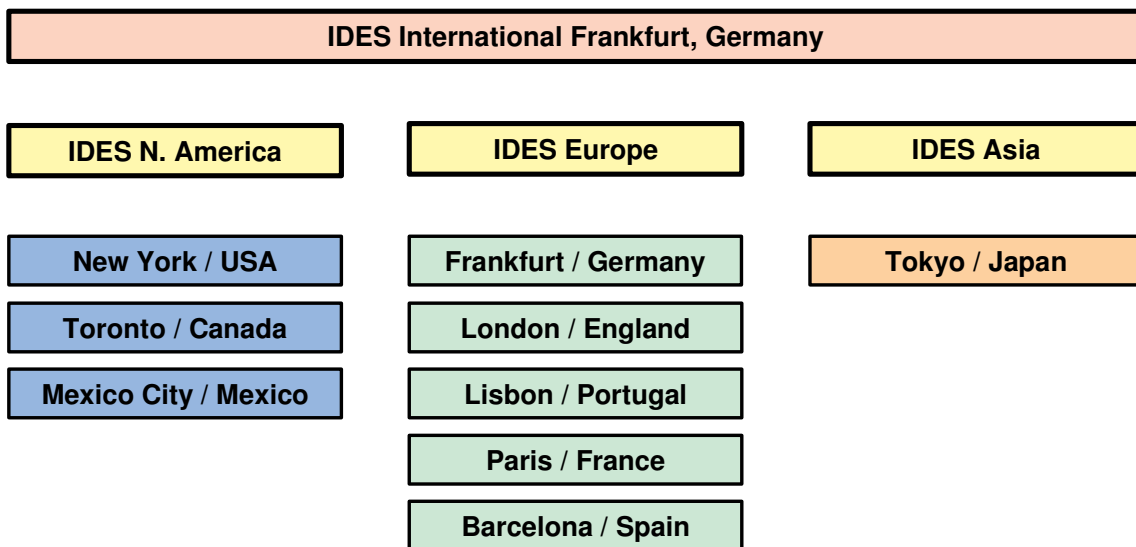 IDES International Frankfurt, Germany
IDES N. America
IDES Europe
IDES Asia
New York / USA
Frankfurt / Germany
Tokyo / Japan
Toronto / Canada
London / England
Mexico City / Mexico
Lisbon / Portugal
Paris / France
Barcelona / Spain